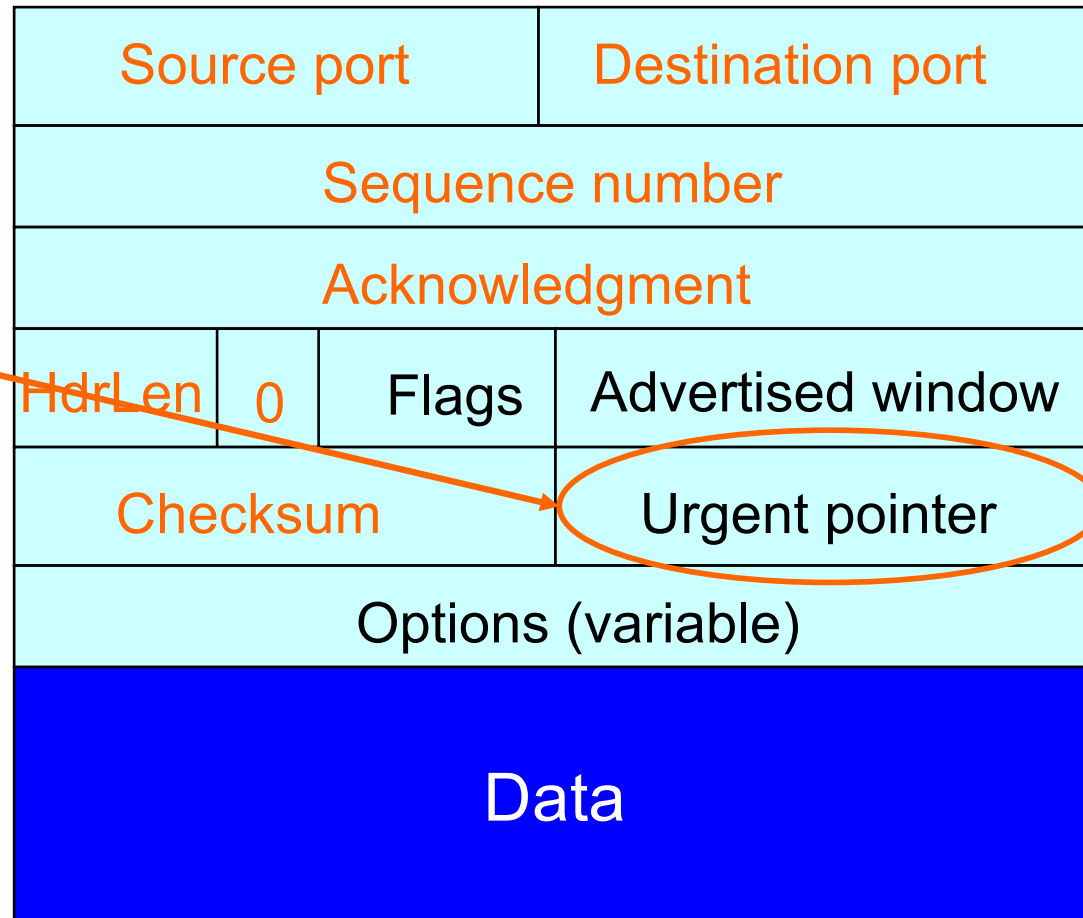 Source port Destination port
Sequence number
Acknowledgment
HdrLen 0 Flags Advertised window
Checksum Urgent pointer
Options (variable)
Data